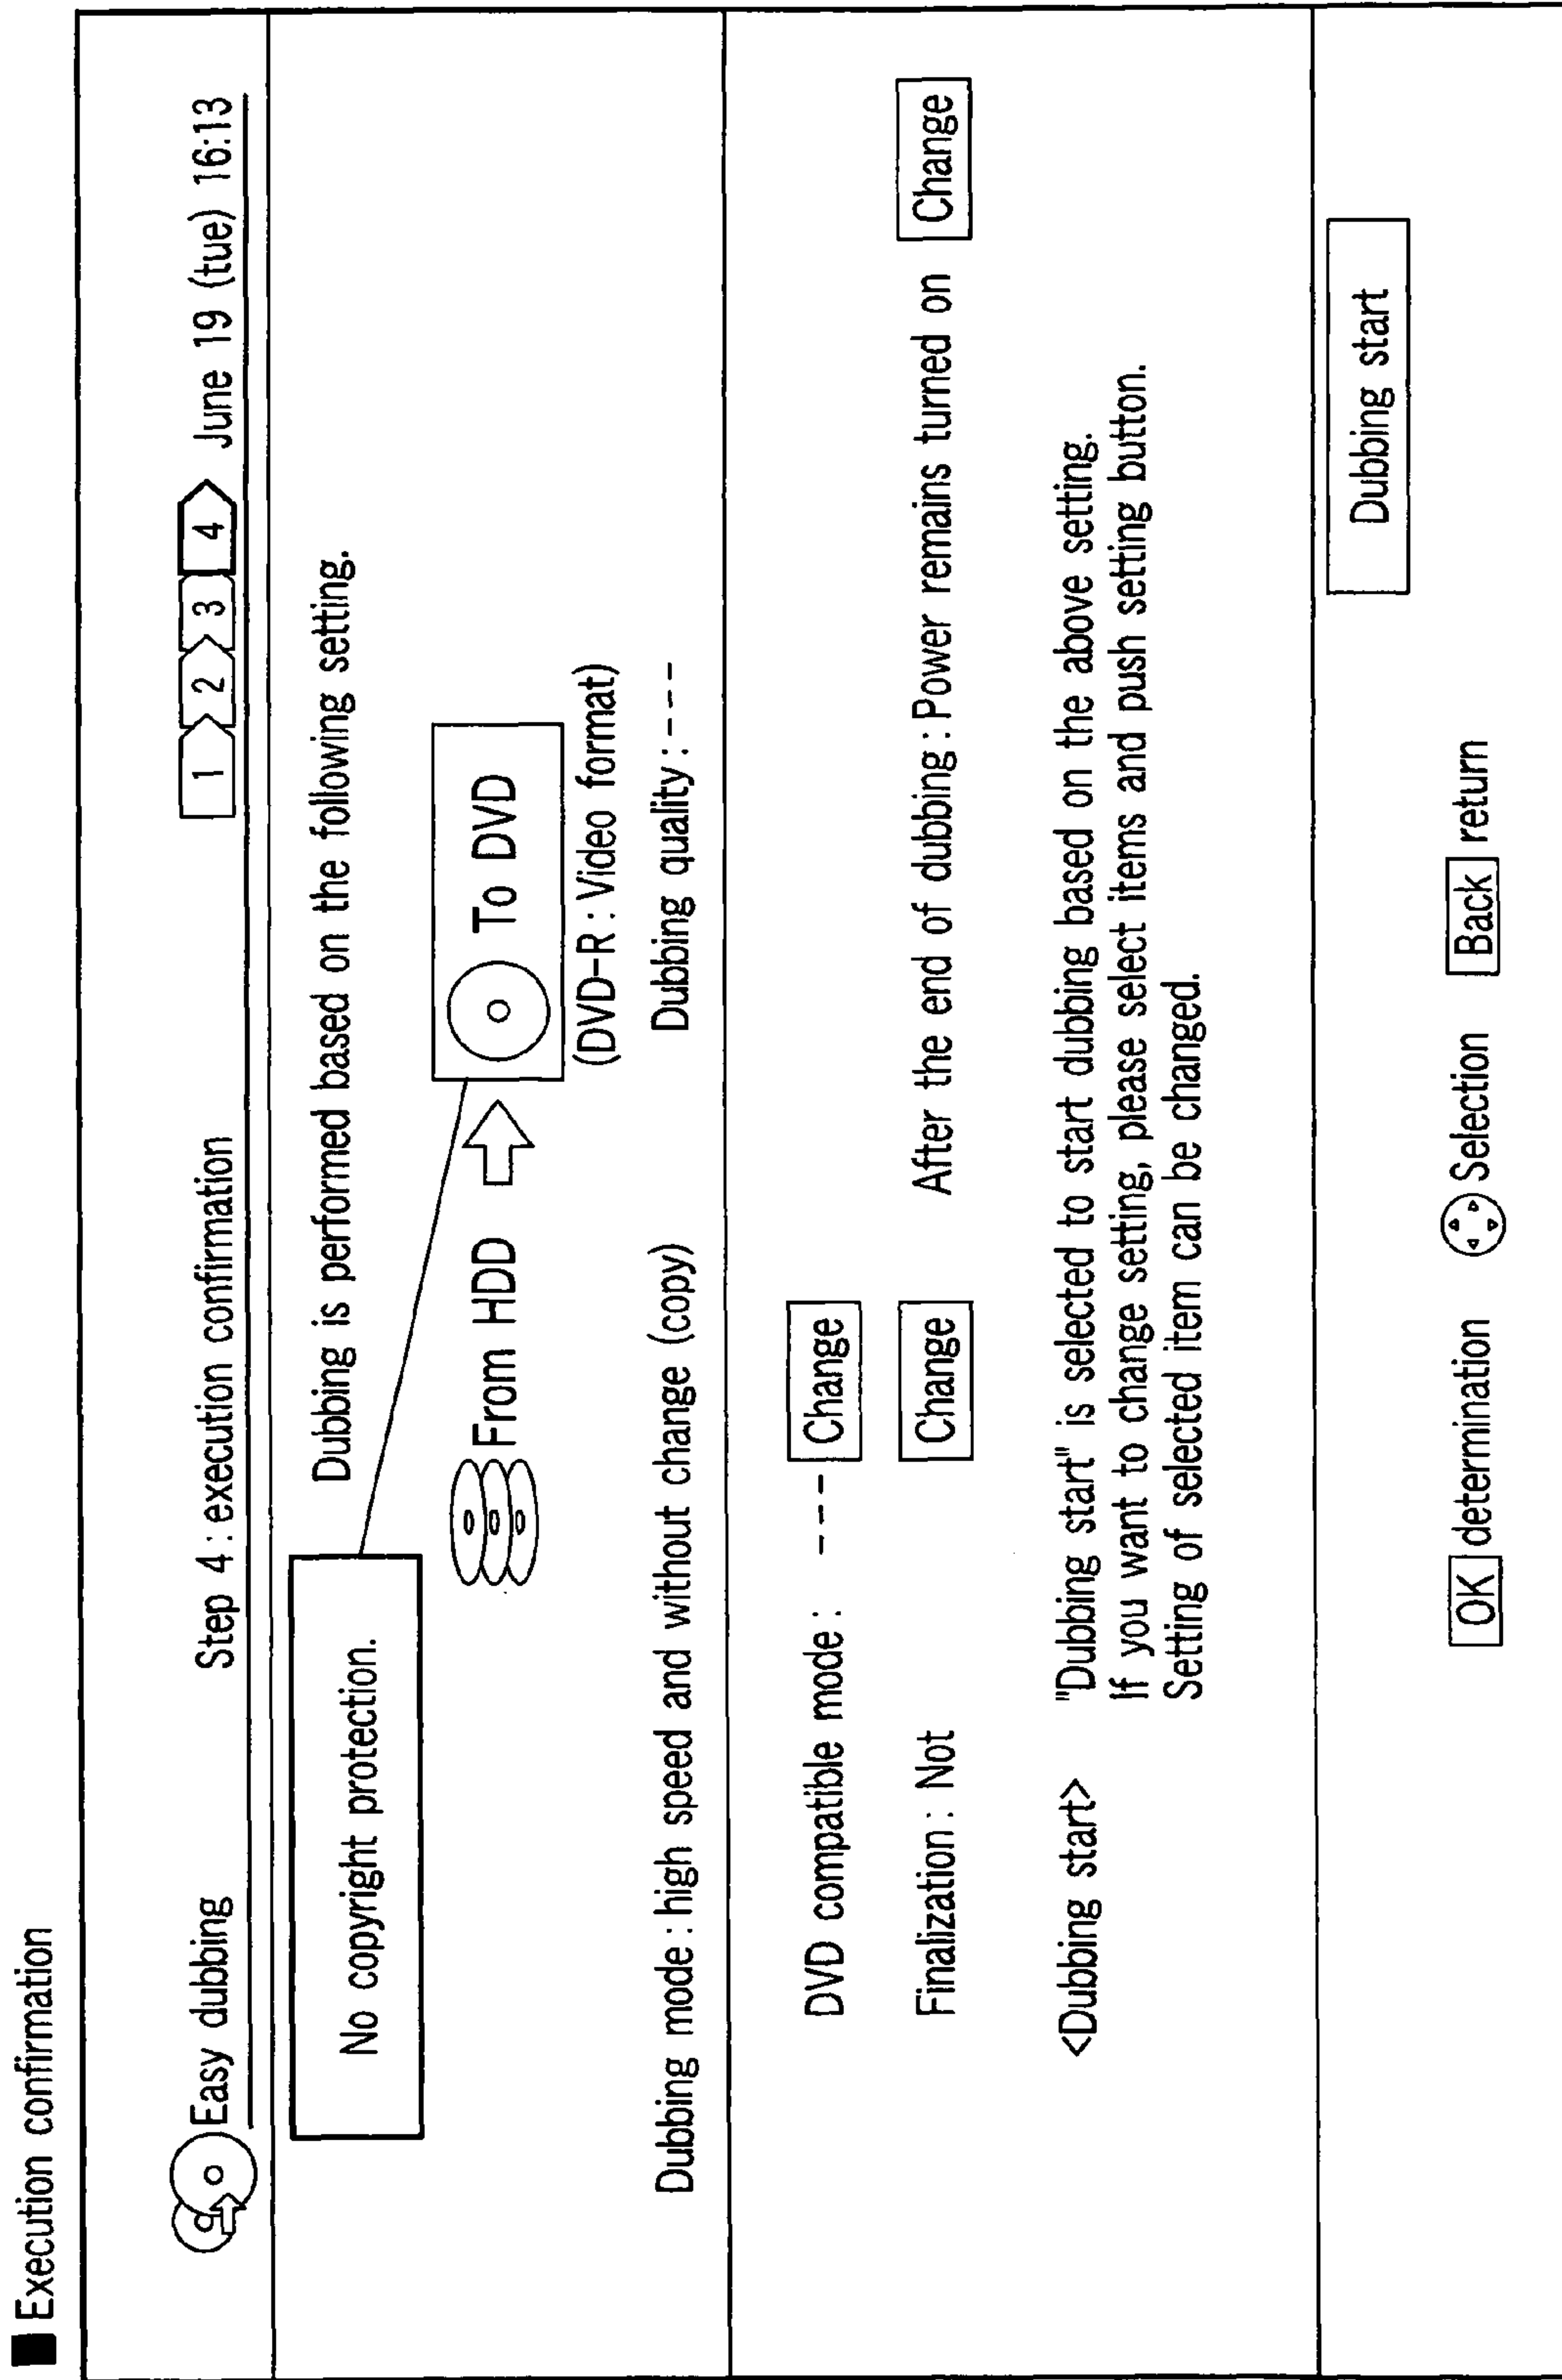 Execution confirmation
Easy dubbing Step 4 : execution confirmation 1 2 3 4 June 19 (tue) 16:13
No copyright protection.
Dubbing is performed based on the following setting.
From HDD To DVD
(DVD-R : Video format)
Dubbing mode : high speed and without change (copy) Dubbing quality : ---
DVD compatible mode : --- Change
Finalization : Not Change After the end of dubbing : Power remains turned on Change
<Dubbing start> "Dubbing start" is selected to start dubbing based on the above setting.
If you want to change setting, please select items and push setting button.
Setting of selected item can be changed.
Dubbing start
OK determination Selection Back return